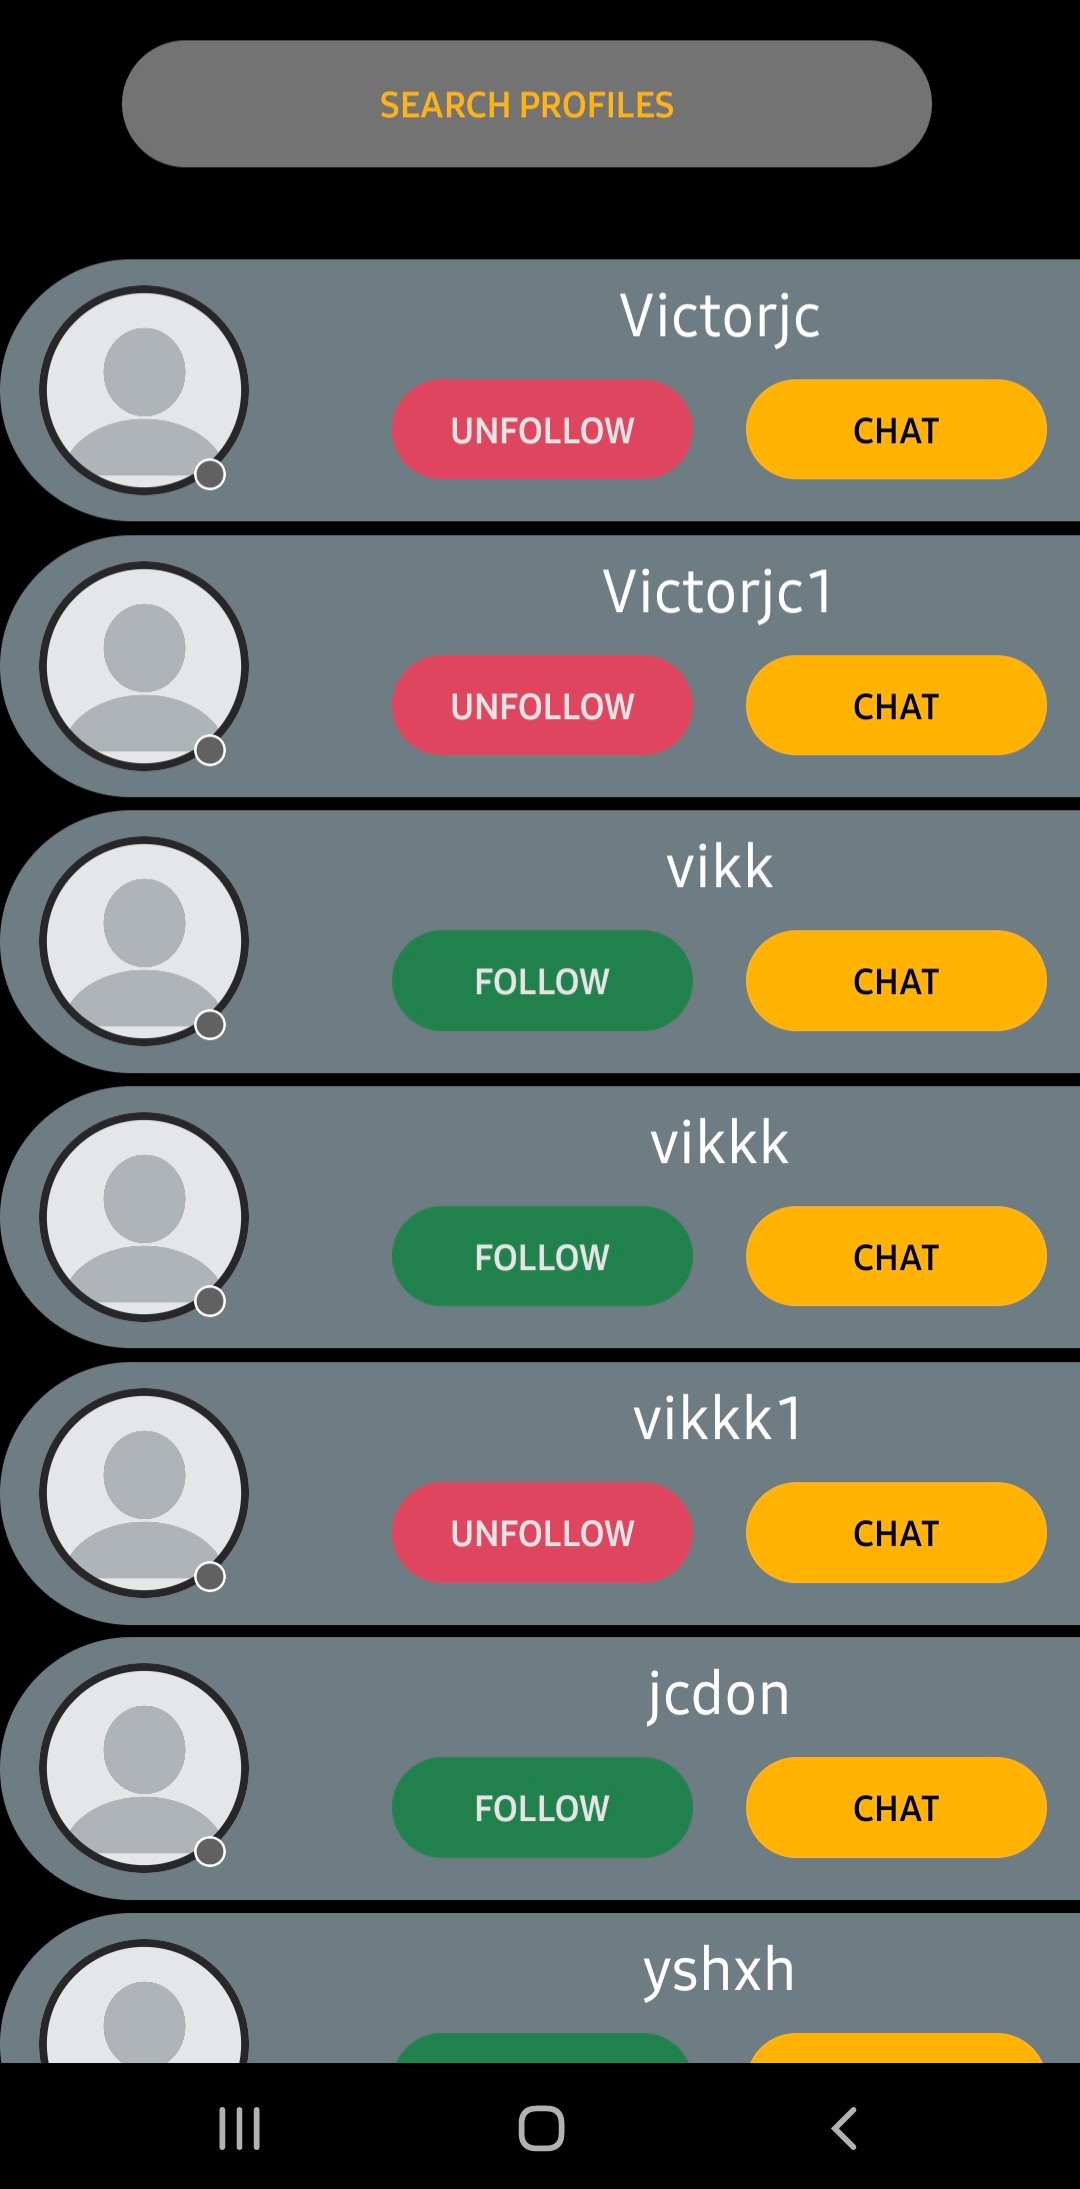 SEARCH PROFILES
Victorjc
UNFOLLOW CHAT
Victorjc1
UNFOLLOW CHAT
vikk
FOLLOW CHAT
vikkk
FOLLOW CHAT
vikkk1
UNFOLLOW CHAT
jcdon
FOLLOW CHAT
yshxh